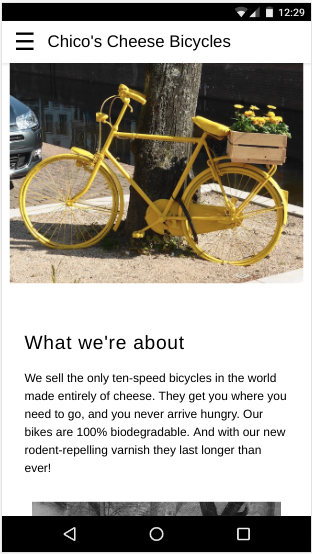 12:29
Chico's Cheese Bicycles
What we're about
We sell the only ten-speed bicycles in the world
made entirely of cheese. They get you where you
need to go, and you never arrive hungry. Our
bikes are 100% biodegradable. And with our new
rodent-repelling varnish they last longer than
ever!